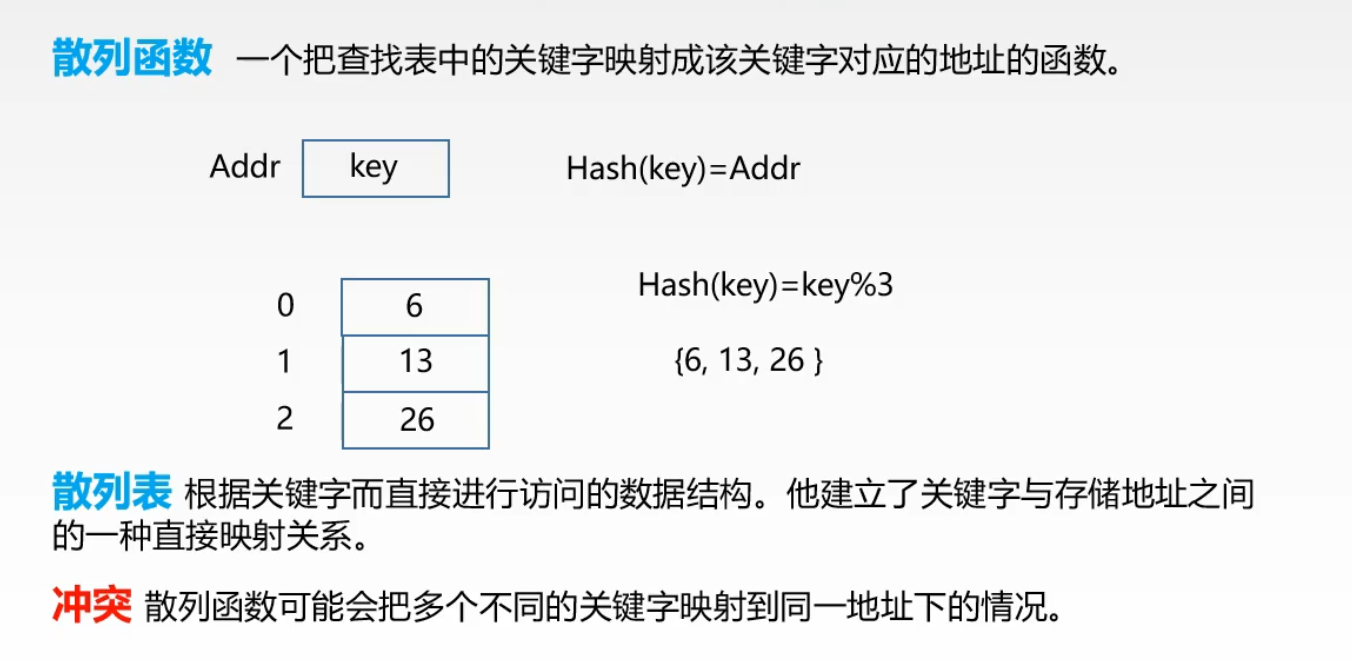 散列函数 一个把查找表中的关键字映射成该关键字对应的地址的函数。
Addr key Hash(key)=Addr
Hash(key)=key%3
0 6
1 13 {6, 13, 26 }
2 26
散列表 根据关键字而直接进行访问的数据结构。他建立了关键字与存储地址之间
的一种直接映射关系。
冲突 散列函数可能会把多个不同的关键字映射到同一地址下的情况。